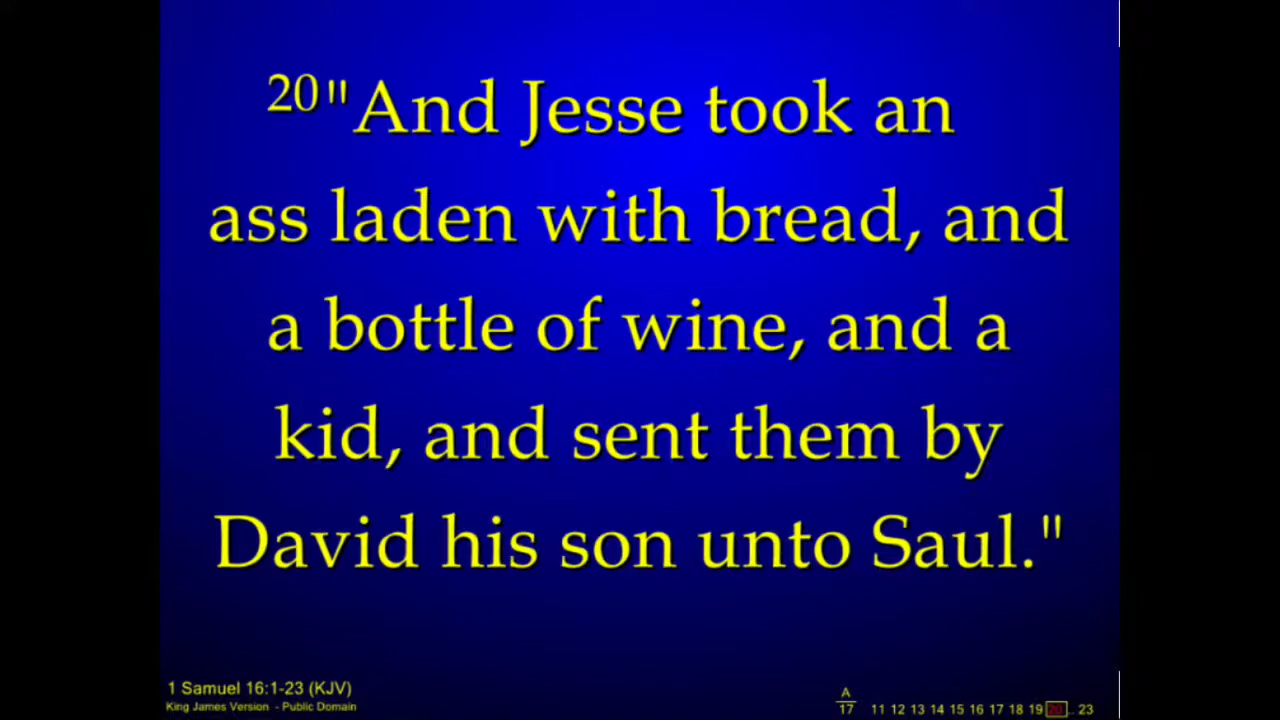 20"And Jesse took an
ass laden with bread, and
a bottle of wine, and a
kid, and sent them by
David his son unto Saul."
1 Samuel 16:1-23 (KJV)
King James Version - Public Domain
A
17
11 12 13 14 15 16 17 18 19 20 .. 23